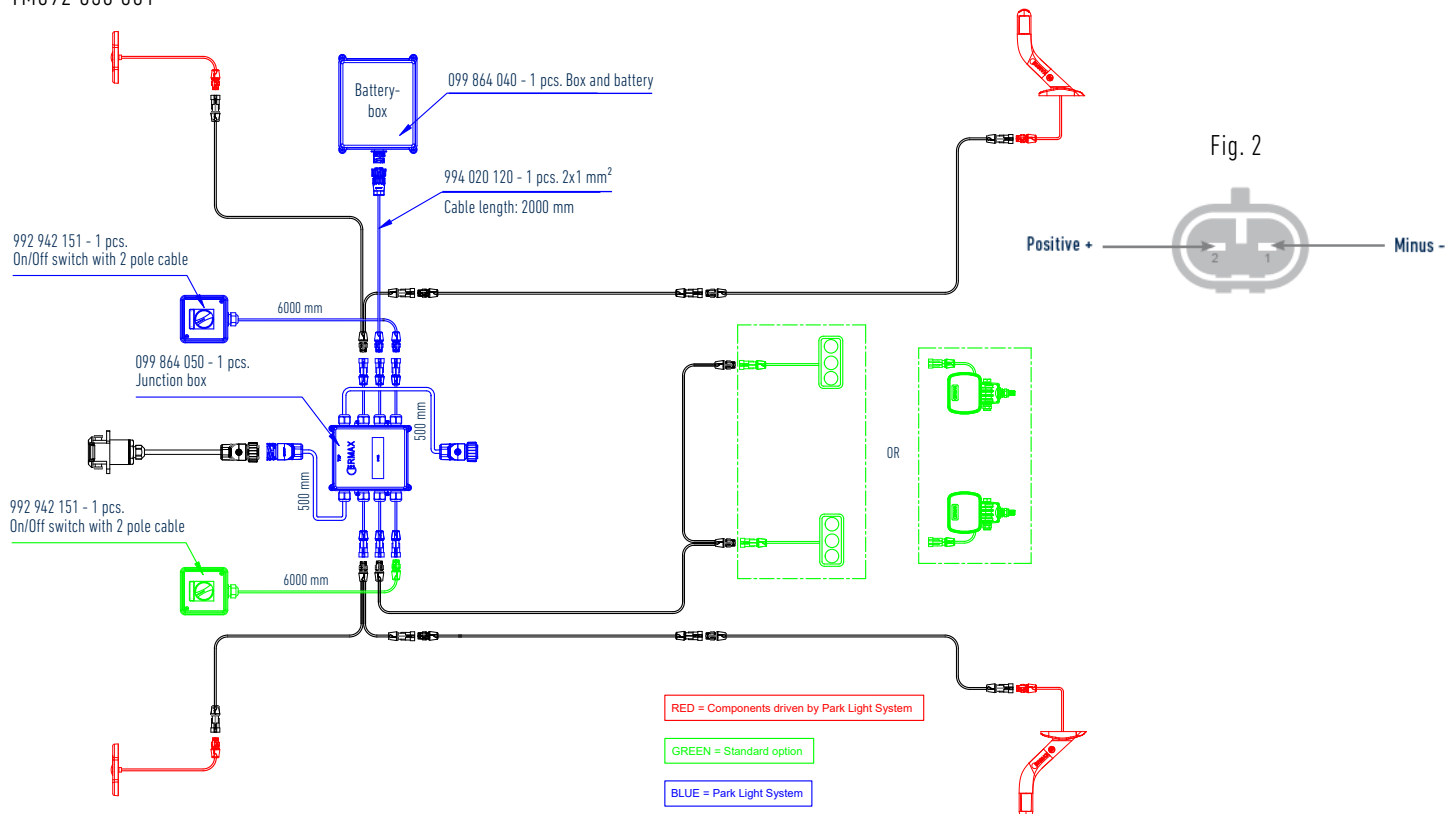 Battery-
box
099 864 040 - 1 pcs. Box and battery
Fig. 2
994 020 120 - 1 pcs. 2x1 mm²
Cable length: 2000 mm
992 942 151 - 1 pcs.
On/Off switch with 2 pole cable
Positive +
2
1
Minus -
6000 mm
099 864 050 - 1 pcs.
Junction box
500 mm
TOP
ERMAX
OR
500 mm
992 942 151 - 1 pcs.
On/Off switch with 2 pole cable
6000 mm
RED = Components driven by Park Light System
GREEN = Standard option
BLUE = Park Light System